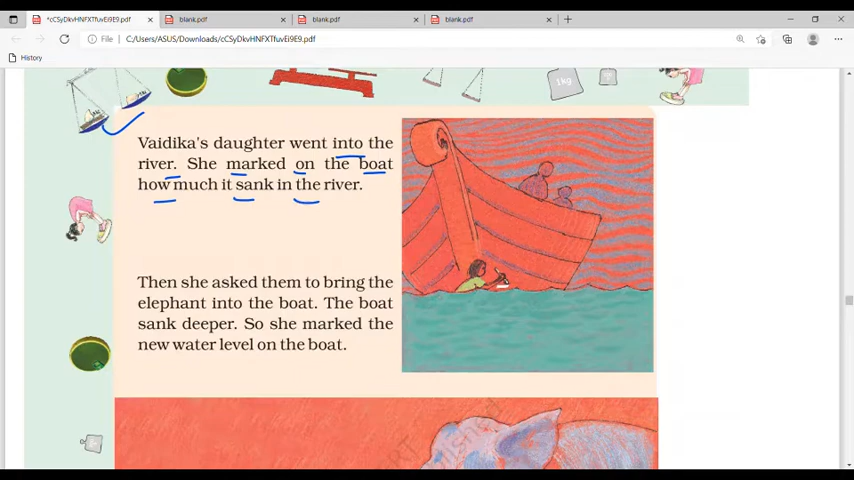 *cCSyDkvHNFXTfuvEi9E9.pdf
blank.pdf
blank.pdf
blank.pdf
File
C:/Users/ASUS/Downloads/cCSyDkvHNFXTfuvEi9E9.pdf
History
1kg
Vaidika's daughter went into the
river. She marked on the boat
how much it sank in the river.
Then she asked them to bring the
elephant into the boat. The boat
sank deeper. So she marked the
new water level on the boat.